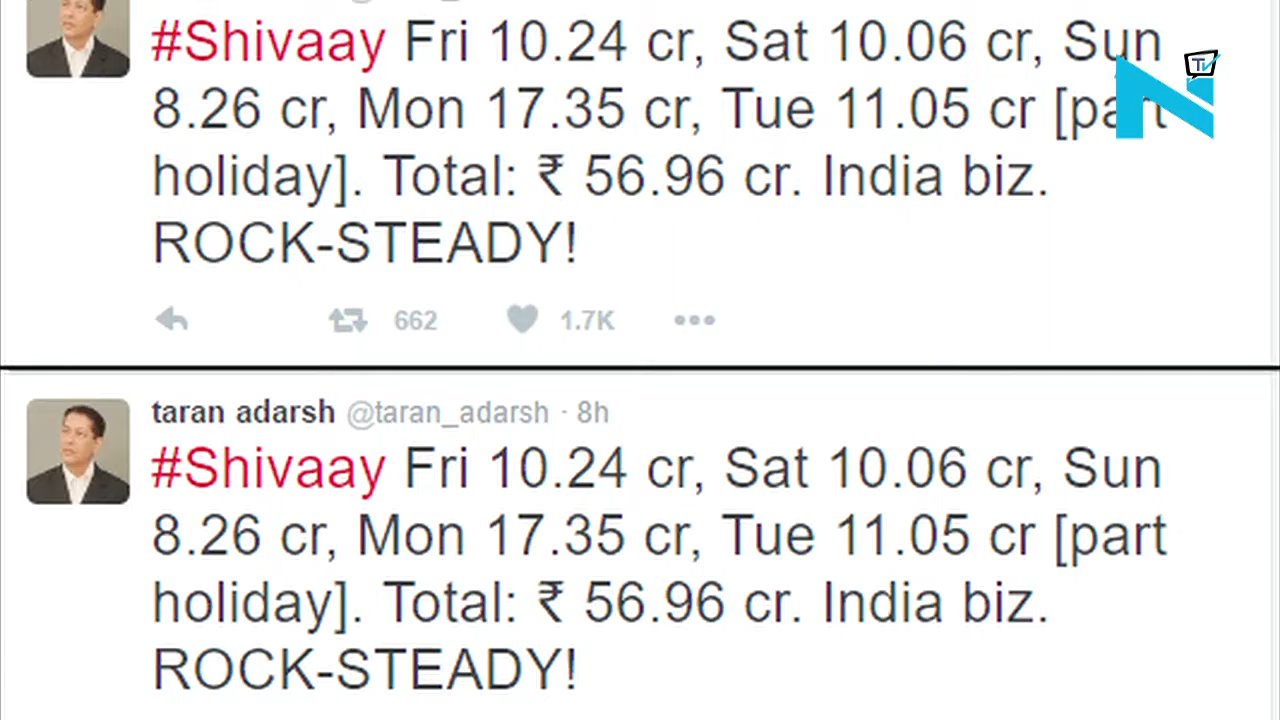 #Shivaay Fri 10.24 cr, Sat 10.06 cr, Sun
8.26 cr, Mon 17.35 cr, Tue 11.05 cr [part
holiday]. Total: ₹ 56.96 cr. India biz.
ROCK-STEADY!
662 1.7K
taran adarsh @taran_adarsh · 8h
#Shivaay Fri 10.24 cr, Sat 10.06 cr, Sun
8.26 cr, Mon 17.35 cr, Tue 11.05 cr [part
holiday]. Total: ₹ 56.96 cr. India biz.
ROCK-STEADY!
N TV